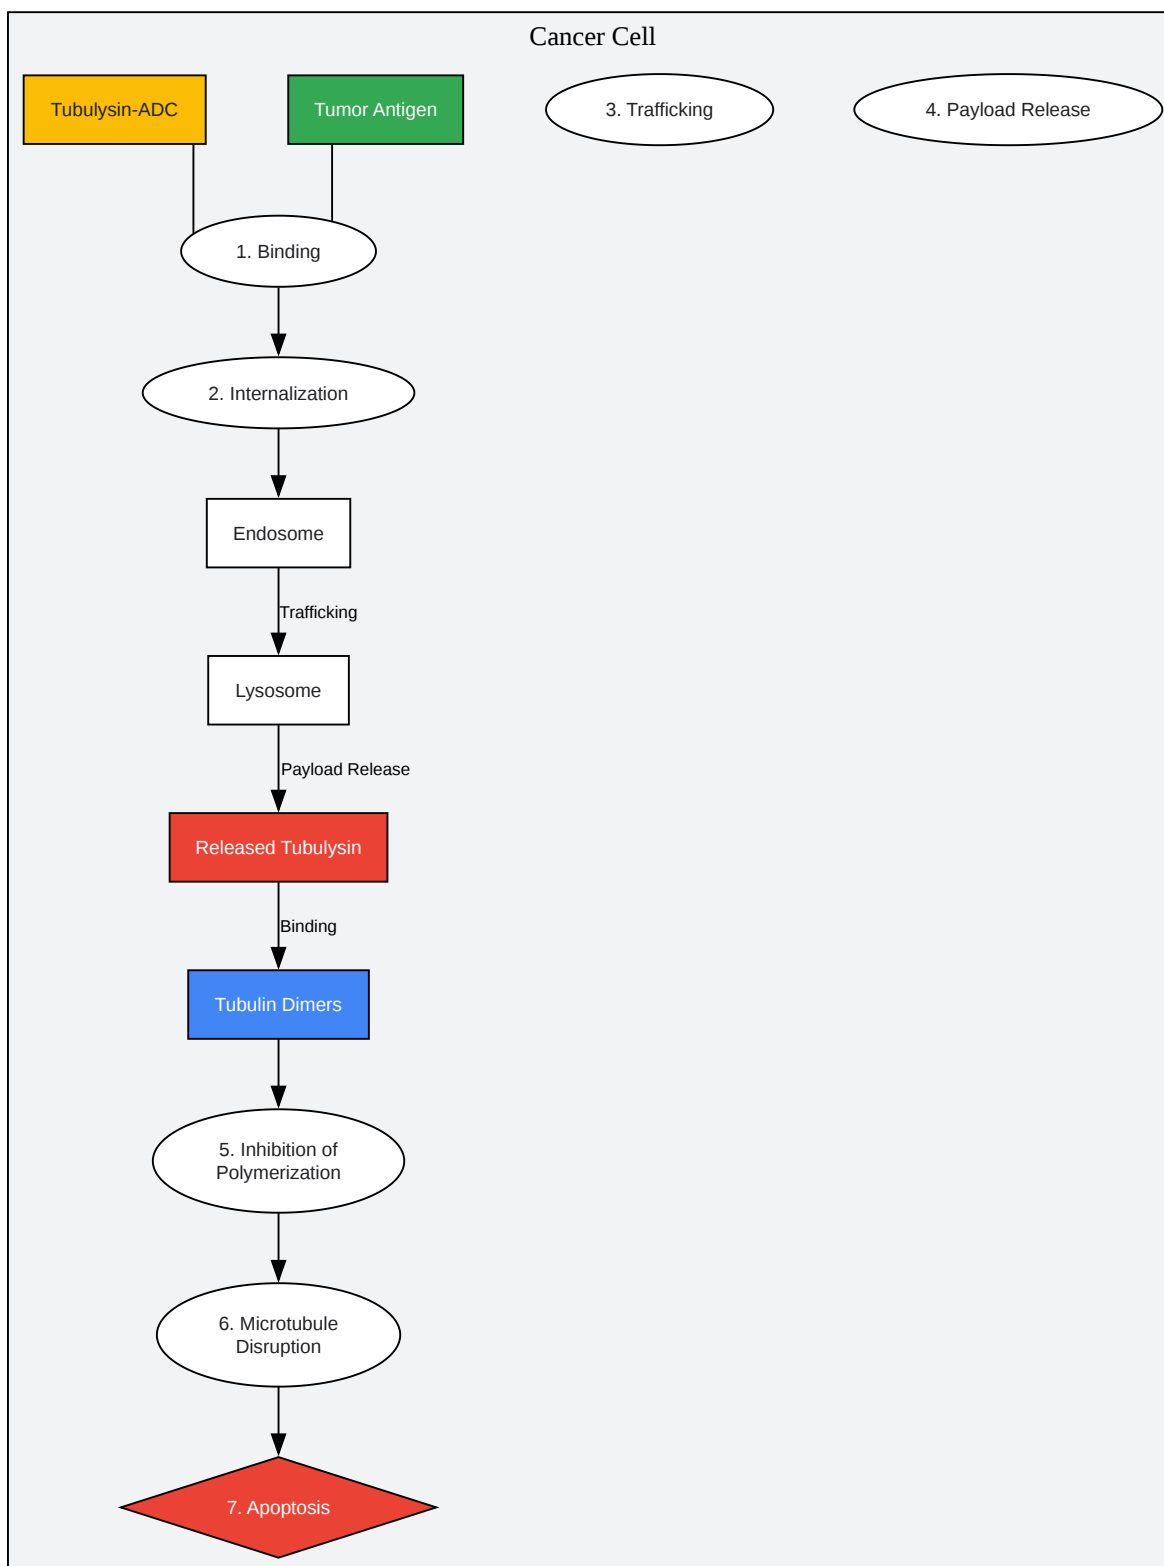 Cancer Cell
Tubulysin-ADC
Tumor Antigen
3. Trafficking
4. Payload Release
1. Binding
2. Internalization
Endosome
Trafficking
Lysosome
Payload Release
Released Tubulysin
Binding
Tubulin Dimers
5. Inhibition of
Polymerization
6. Microtubule
Disruption
7. Apoptosis